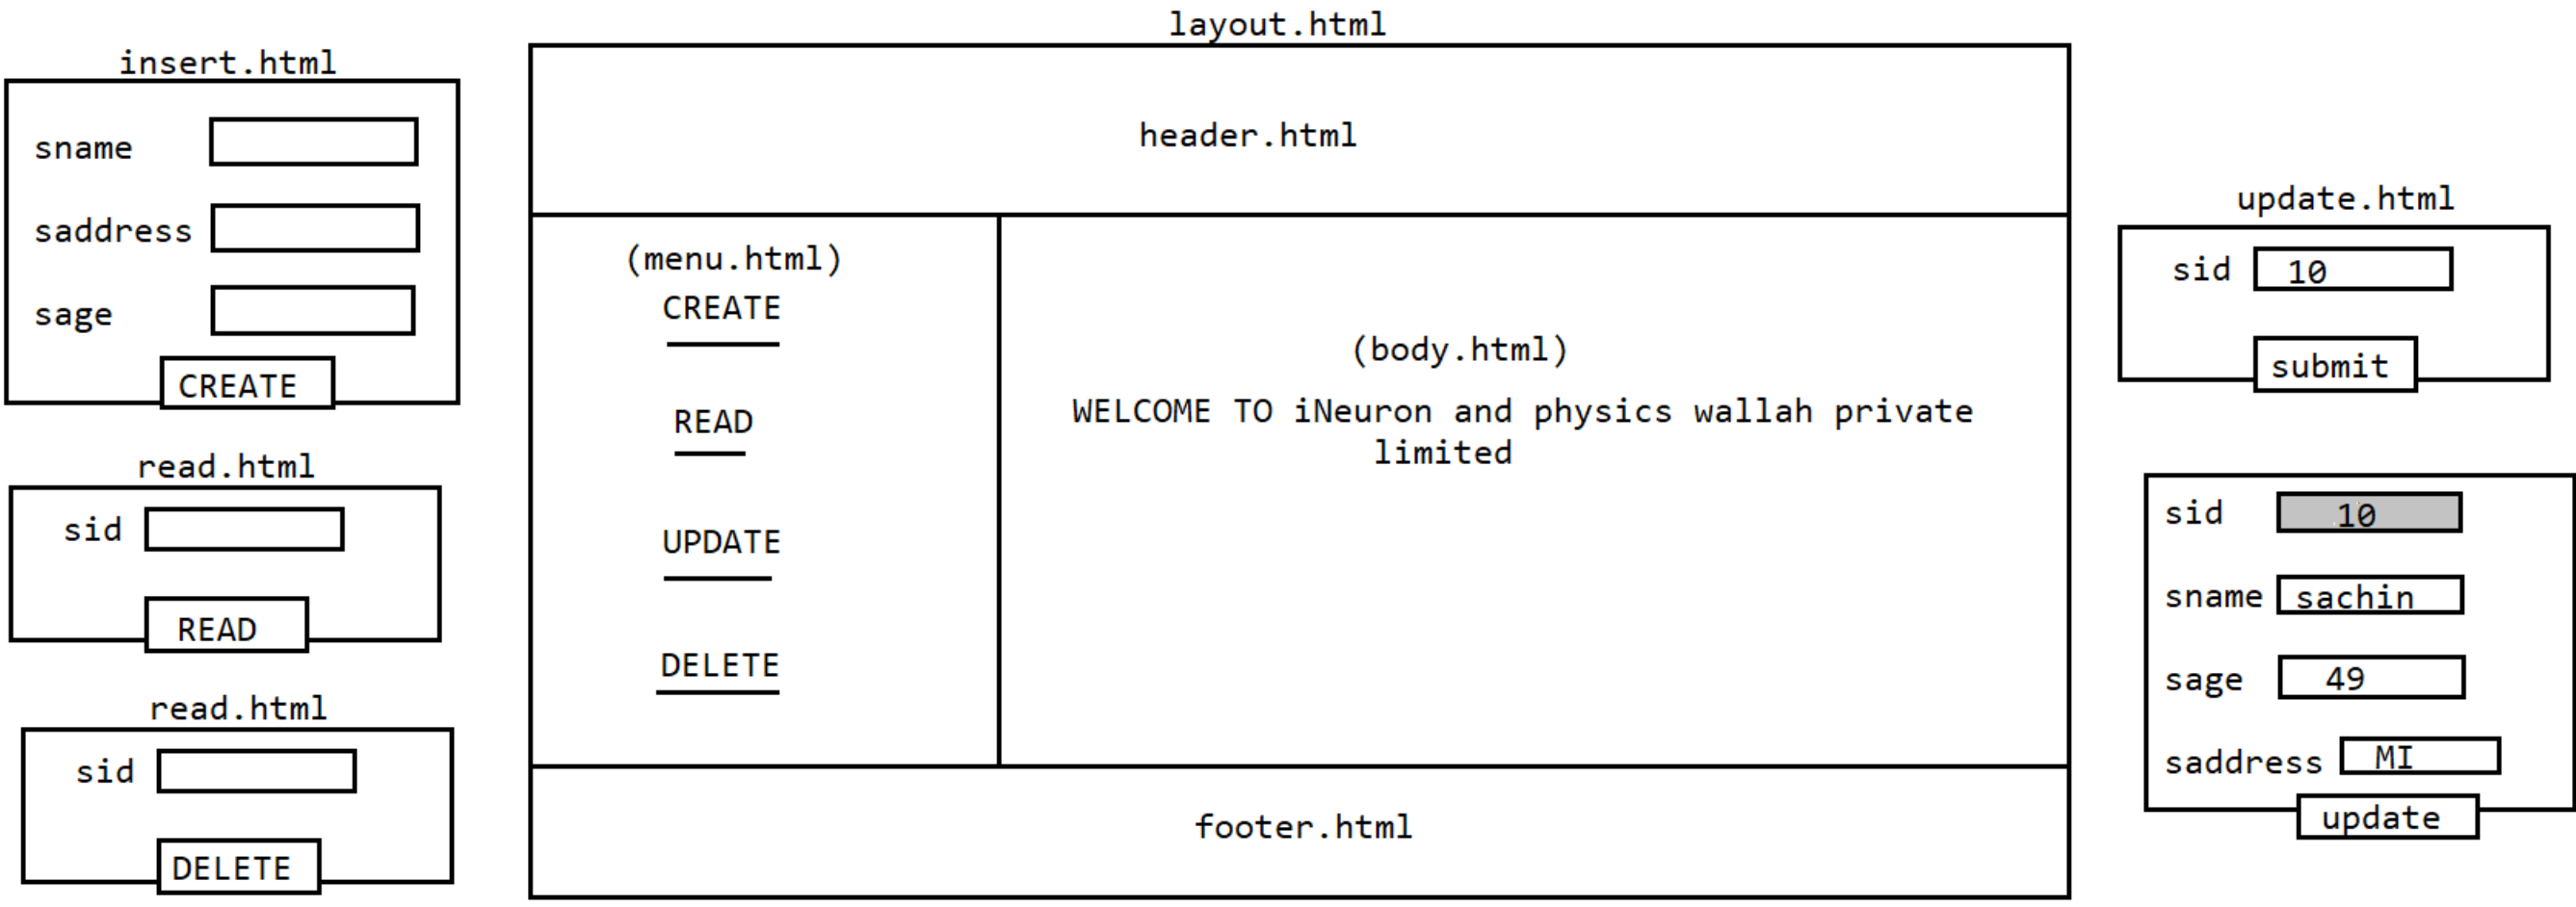 layout.html
insert.html
sname
saddress
sage
CREATE
read.html
sid
READ
read.html
sid
DELETE
header.html
(menu.html)
CREATE
READ
UPDATE
DELETE
(body.html)
WELCOME TO iNeuron and physics wallah private
limited
footer.html
update.html
sid 10
submit
sid 10
sname sachin
sage 49
saddress MI
update